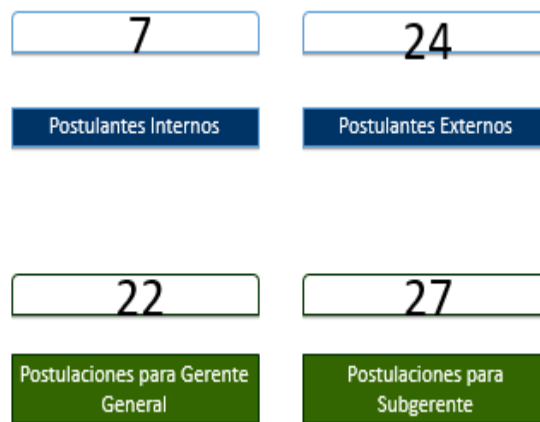 7
24
Postulantes Internos
Postulantes Externos
22
27
Postulaciones para Gerente
General
Postulaciones para
Subgerente